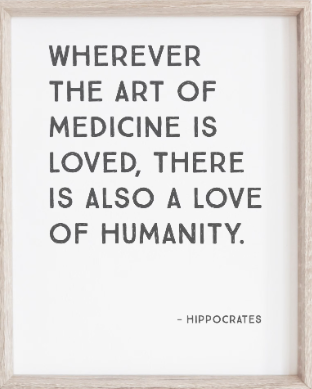 WHEREVER
THE ART OF
MEDICINE IS
LOVED, THERE
IS ALSO A LOVE
OF HUMANITY.
- HIPPOCRATES